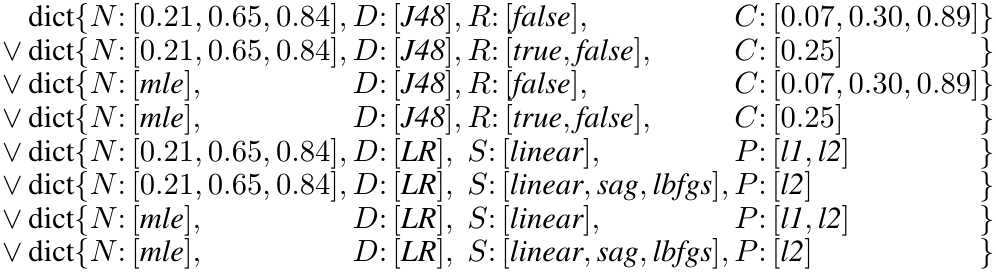 dict{N: [0.21, 0.65, 0.84], D: [J48], R: [false], C: [0.07, 0.30, 0.89]}
∨ dict{N: [0.21, 0.65, 0.84], D: [J48], R: [true, false], C: [0.25] }
∨ dict{N: [mle], D: [J48], R: [false], C: [0.07, 0.30, 0.89]}
∨ dict{N: [mle], D: [J48], R: [true, false], C: [0.25] }
∨ dict{N: [0.21, 0.65, 0.84], D: [LR], S: [linear], P: [l1, l2] }
∨ dict{N: [0.21, 0.65, 0.84], D: [LR], S: [linear, sag, lbfgs], P: [l2] }
∨ dict{N: [mle], D: [LR], S: [linear], P: [l1, l2] }
∨ dict{N: [mle], D: [LR], S: [linear, sag, lbfgs], P: [l2] }